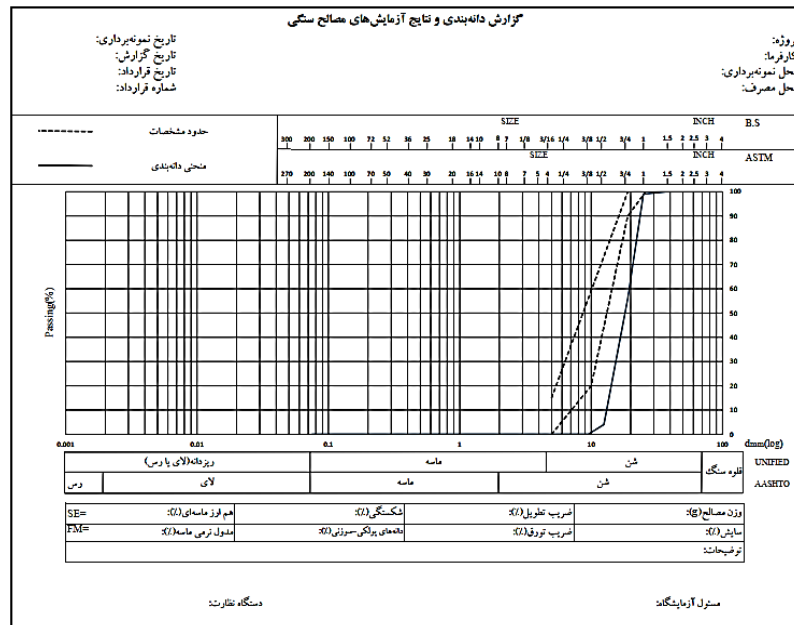 گزارش دانه‌بندی و نتایج آزمایش‌های مصالح سنگی
پروژه:
تاریخ نمونه‌برداری:
کارفرما:
تاریخ گزارش:
محل نمونه‌برداری:
تاریخ قرارداد:
محل مصرف:
شماره قرارداد:
حدود مشخصات
منحنی دانه‌بندی
SIZE INCH B.S
300 200 150 100 72 52 36 25 18 14 10 8 7 1/8 3/16 1/4 3/8 1/2 3/4 1 1.5 2 2.5 3 4
SIZE INCH ASTM
270 200 140 100 70 50 40 30 20 16 14 10 8 7 5 4 1/4 3/8 1/2 3/4 1 1.5 2 2.5 3 4
Passing(%)
100
90
80
70
60
50
40
30
20
10
0
0.001 0.01 0.1 1 10 100 dmm(log)
UNIFIED قلوه سنگ شن ماسه ریزدانه(لای یا رس)
AASHTO شن ماسه لای رس
وزن مصالح(g): ضریب تطویل(٪): شکستگی(٪): هم ارز ماسه‌ای(٪): SE=
سایش(٪): ضریب تورق(٪): دانه‌های پولکی-سوزنی(٪): مدول نرمی ماسه(٪): FM=
توضیحات:
مسئول آزمایشگاه:
دستگاه نظارت: